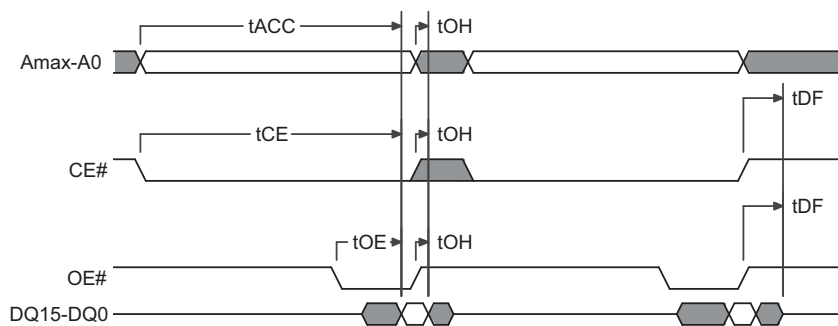 tACC tOH
Amax-A0
tDF
tCE tOH
CE#
tDF
tOE tOH
OE#
DQ15-DQ0